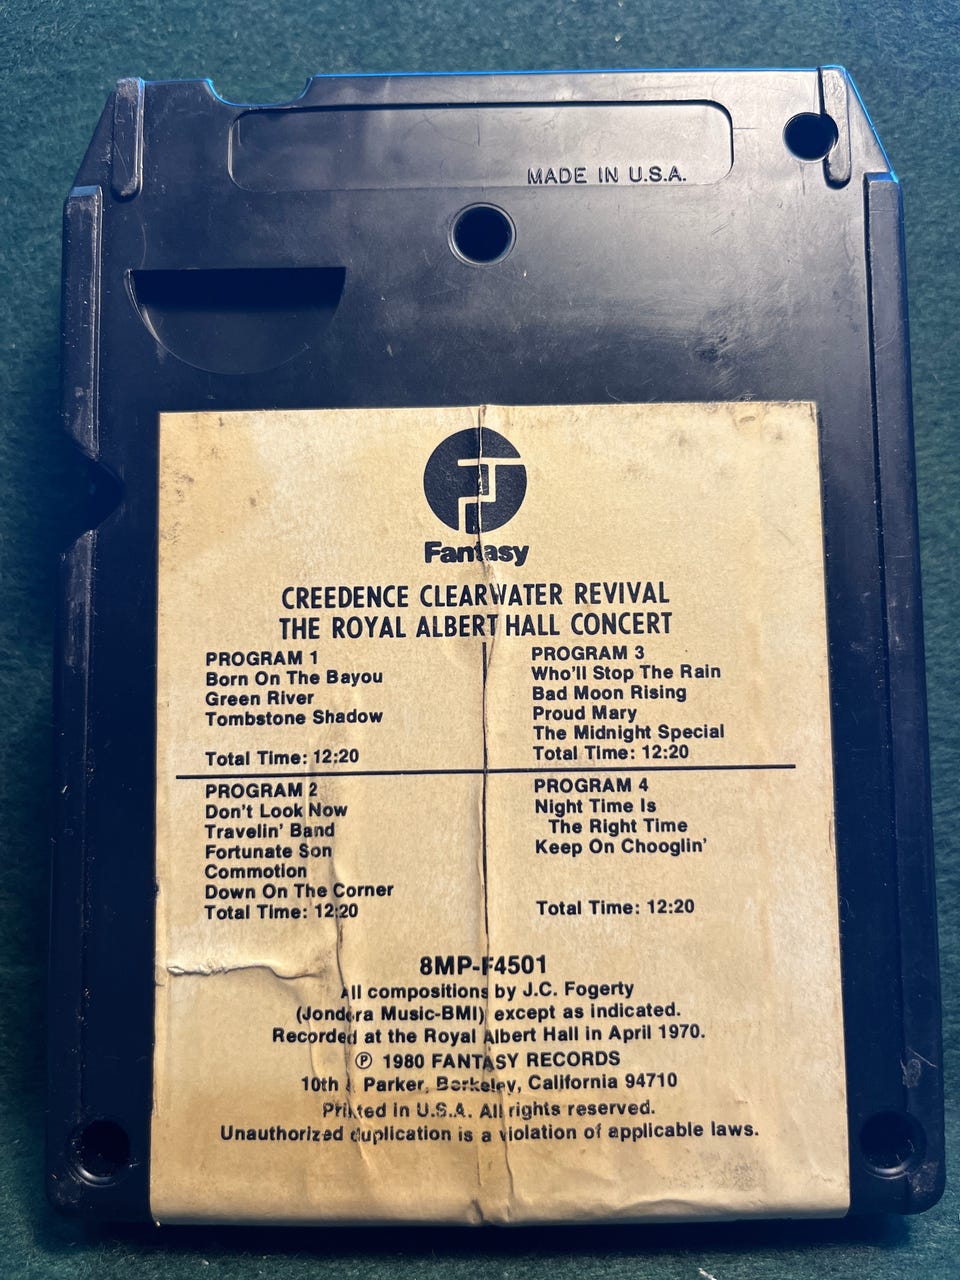 MADE IN U.S.A.
Fantasy
CREEDENCE CLEARWATER REVIVAL
THE ROYAL ALBERT HALL CONCERT
PROGRAM 1
Born On The Bayou
Green River
Tombstone Shadow
Total Time: 12:20
PROGRAM 2
Don't Look Now
Travelin' Band
Fortunate Son
Commotion
Down On The Corner
Total Time: 12:20
PROGRAM 3
Who'll Stop The Rain
Bad Moon Rising
Proud Mary
The Midnight Special
Total Time: 12:20
PROGRAM 4
Night Time Is
The Right Time
Keep On Chooglin'
Total Time: 12:20
8MP-F4501
All compositions by J.C. Fogerty
(Jondora Music-BMI) except as indicated.
Recorded at the Royal Albert Hall in April 1970.
℗ 1980 FANTASY RECORDS
10th & Parker, Berkeley, California 94710
Printed in U.S.A. All rights reserved.
Unauthorized duplication is a violation of applicable laws.